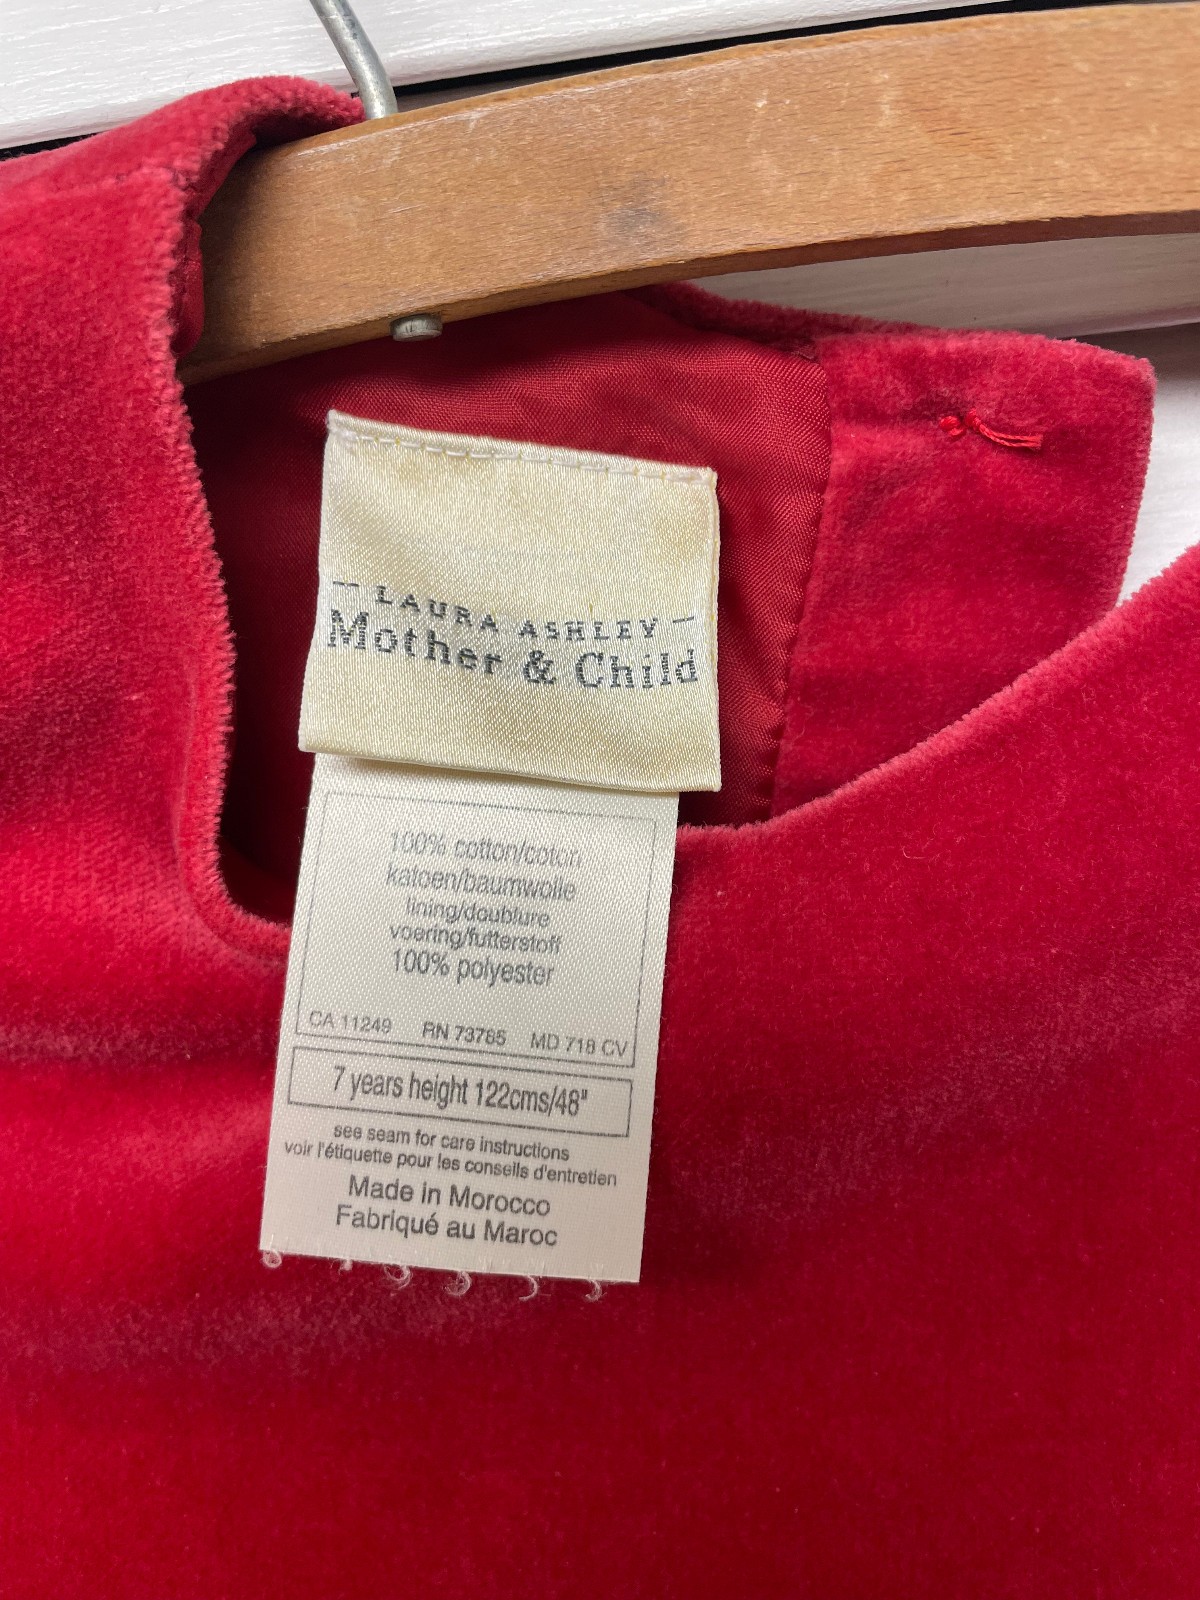 — LAURA ASHLEY —
Mother & Child
100% cotton/coton
katoen/baumwolle
lining/doublure
voering/futterstoff
100% polyester
CA 11249 RN 73785 MD 718 CV
7 years height 122cms/48"
see seam for care instructions
voir l'étiquette pour les conseils d'entretien
Made in Morocco
Fabriqué au Maroc